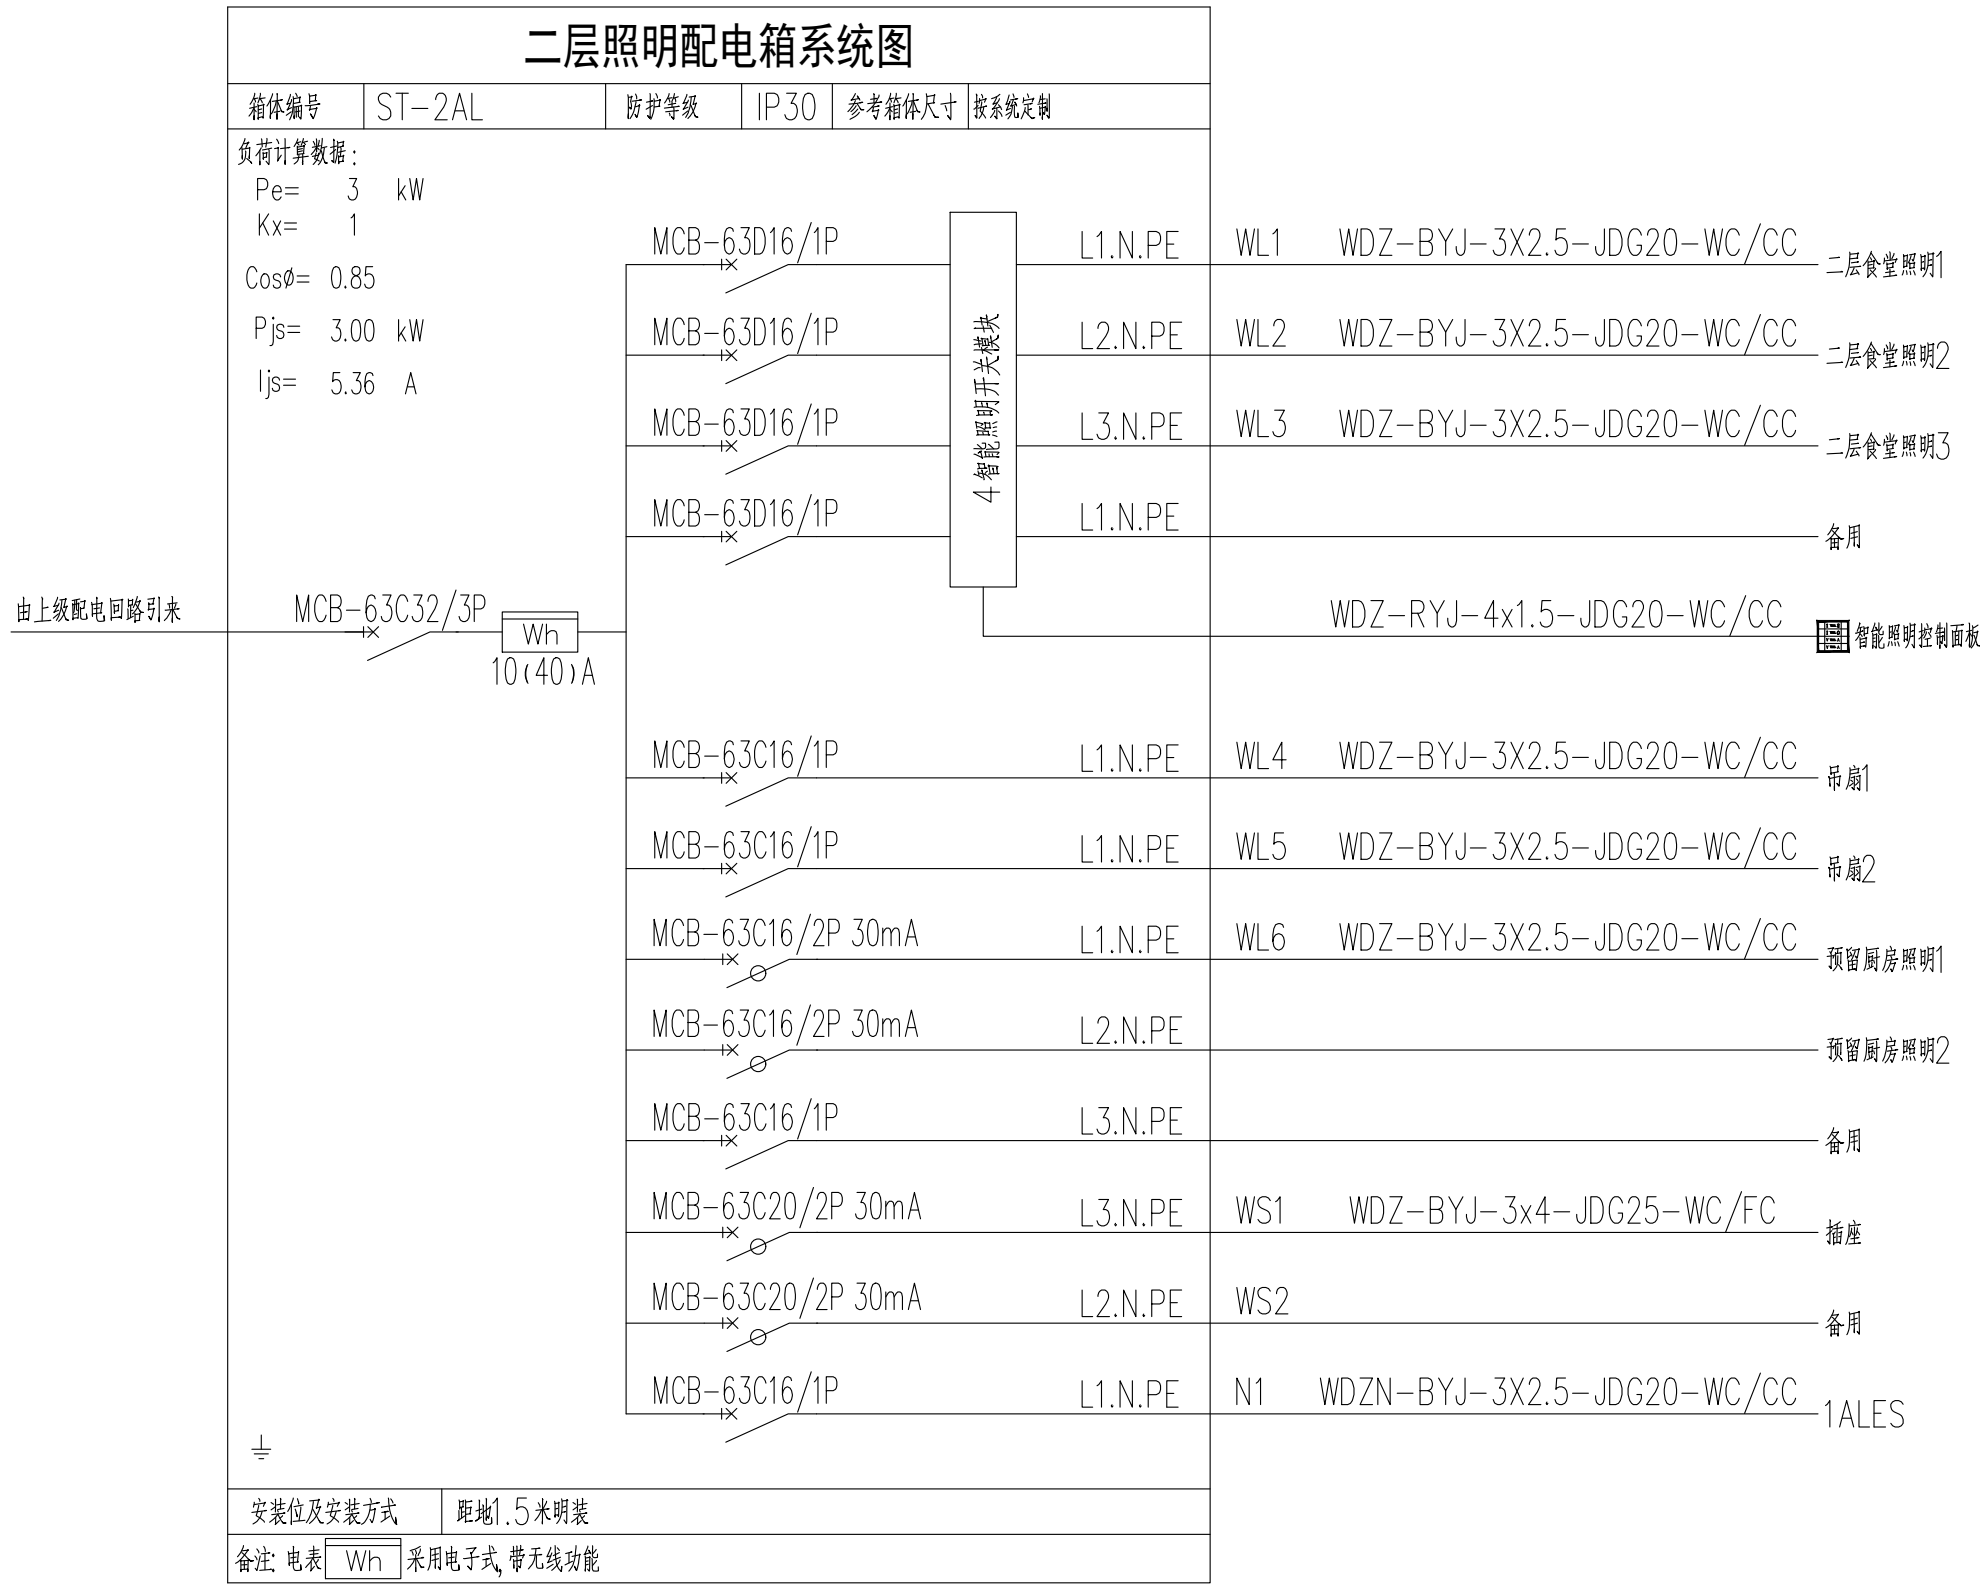 二层照明配电箱系统图
箱体编号 ST-2AL 防护等级 IP30 参考箱体尺寸 按系统定制
负荷计算数据:
Pe= 3 kW
Kx= 1
Cosø= 0.85
Pjs= 3.00 kW
Ijs= 5.36 A
MCB-63D16/1P L1.N.PE WL1 WDZ-BYJ-3X2.5-JDG20-WC/CC 二层食堂照明1
MCB-63D16/1P L2.N.PE WL2 WDZ-BYJ-3X2.5-JDG20-WC/CC 二层食堂照明2
MCB-63D16/1P L3.N.PE WL3 WDZ-BYJ-3X2.5-JDG20-WC/CC 二层食堂照明3
4智能照明开关模块
MCB-63D16/1P L1.N.PE 备用
由上级配电回路引来 MCB-63C32/3P Wh WDZ-RYJ-4x1.5-JDG20-WC/CC 智能照明控制面板
10(40)A
MCB-63C16/1P L1.N.PE WL4 WDZ-BYJ-3X2.5-JDG20-WC/CC 吊扇1
MCB-63C16/1P L1.N.PE WL5 WDZ-BYJ-3X2.5-JDG20-WC/CC 吊扇2
MCB-63C16/2P 30mA L1.N.PE WL6 WDZ-BYJ-3X2.5-JDG20-WC/CC 预留厨房照明1
MCB-63C16/2P 30mA L2.N.PE 预留厨房照明2
MCB-63C16/1P L3.N.PE 备用
MCB-63C20/2P 30mA L3.N.PE WS1 WDZ-BYJ-3x4-JDG25-WC/FC 插座
MCB-63C20/2P 30mA L2.N.PE WS2 备用
MCB-63C16/1P L1.N.PE N1 WDZN-BYJ-3X2.5-JDG20-WC/CC 1ALES
安装位及安装方式 距地1.5米明装
备注: 电表 Wh 采用电子式,带无线功能